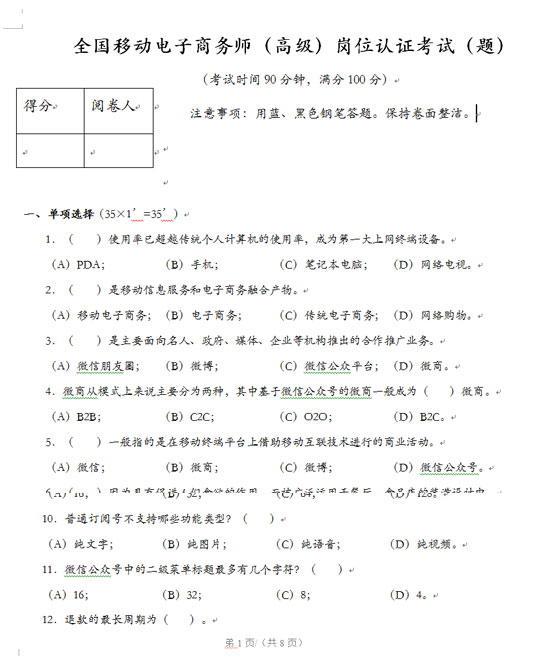 全国移动电子商务师（高级）岗位认证考试（题）
（考试时间 90 分钟，满分 100 分）
得分 阅卷人
注意事项：用蓝、黑色钢笔答题。保持卷面整洁。
一、单项选择（35×1′=35′）
1．（　　）使用率已超越传统个人计算机的使用率，成为第一大上网终端设备。
（A）PDA； （B）手机； （C）笔记本电脑； （D）网络电视。
2．（　　）是移动信息服务和电子商务融合产物。
（A）移动电子商务； （B）电子商务； （C）传统电子商务； （D）网络购物。
3．（　　）是主要面向名人、政府、媒体、企业等机构推出的合作推广业务。
（A）微信朋友圈； （B）微博； （C）微信公众平台； （D）微商。
4．微商从模式上来说主要分为两种，其中基于微信公众号的微商一般成为（　　）微商。
（A）B2B； （B）C2C； （C）O2O； （D）B2C。
5．（　　）一般指的是在移动终端平台上借助移动互联技术进行的商业活动。
（A）微信； （B）微商； （C）微博； （D）微信公众号。
10．普通订阅号不支持哪些功能类型？（　　）
（A）纯文字； （B）纯图片； （C）纯语音； （D）纯视频。
11．微信公众号中的二级菜单标题最多有几个字符？（　　）
（A）16； （B）32； （C）8； （D）4。
12．退款的最长周期为（　　）。
第 1 页/（共 8 页）